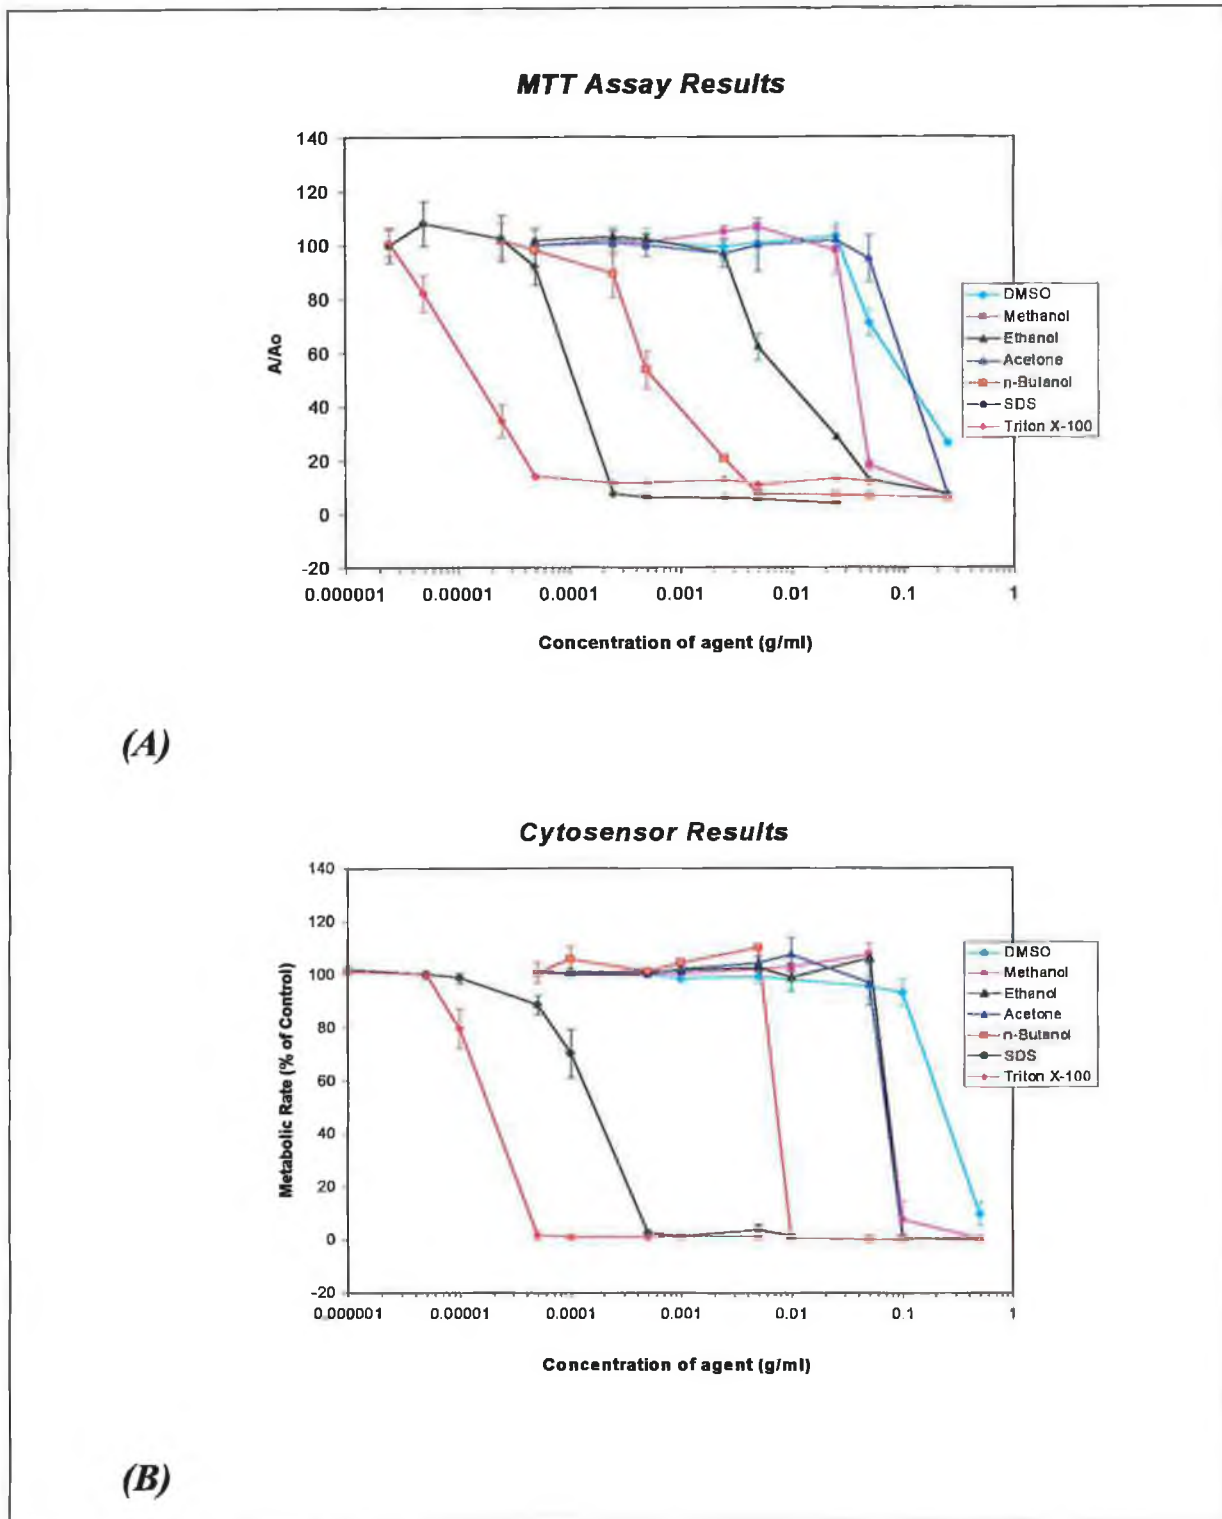 MTT Assay Results
140
120
100
80
60
40
20
0
-20
A/Ao
0.000001 0.00001 0.0001 0.001 0.01 0.1 1
Concentration of agent (g/ml)
DMSO
Methanol
Ethanol
Acetone
n-Butanol
SDS
Triton X-100
(A)
Cytosensor Results
140
120
100
80
60
40
20
0
-20
Metabolic Rate (% of Control)
0.000001 0.00001 0.0001 0.001 0.01 0.1 1
Concentration of agent (g/ml)
DMSO
Methanol
Ethanol
Acetone
n-Butanol
SDS
Triton X-100
(B)